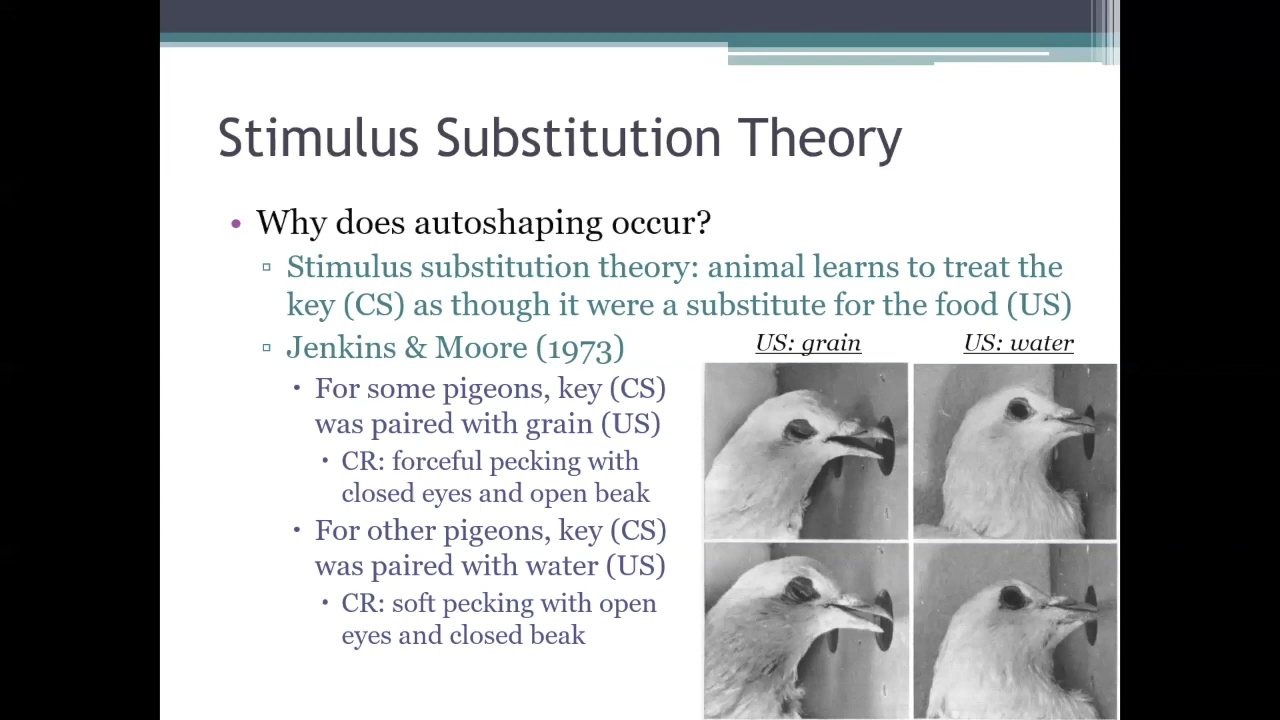 Stimulus Substitution Theory
• Why does autoshaping occur?
▫ Stimulus substitution theory: animal learns to treat the
key (CS) as though it were a substitute for the food (US)
▫ Jenkins & Moore (1973)
▪ For some pigeons, key (CS)
was paired with grain (US)
▪ CR: forceful pecking with
closed eyes and open beak
▪ For other pigeons, key (CS)
was paired with water (US)
▪ CR: soft pecking with open
eyes and closed beak
US: grain
US: water